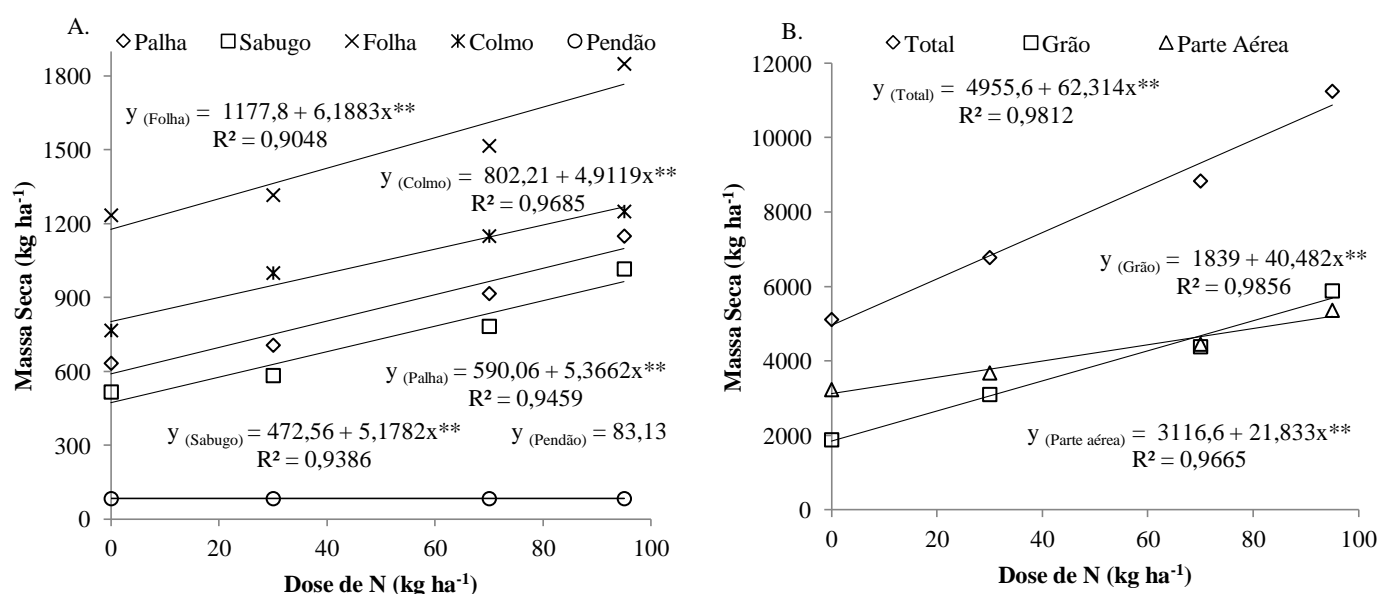 A.
Palha Sabugo Folha Colmo Pendão
1800
1500
1200
900
600
300
0
Massa Seca (kg ha⁻¹)
y (Folha) = 1177,8 + 6,1883x**
R² = 0,9048
y (Colmo) = 802,21 + 4,9119x**
R² = 0,9685
y (Palha) = 590,06 + 5,3662x**
R² = 0,9459
y (Sabugo) = 472,56 + 5,1782x** y (Pendão) = 83,13
R² = 0,9386
0 20 40 60 80 100
Dose de N (kg ha⁻¹)
B.
Total Grão Parte Aérea
12000
10000
8000
6000
4000
2000
0
Massa Seca (kg ha⁻¹)
y (Total) = 4955,6 + 62,314x**
R² = 0,9812
y (Grão) = 1839 + 40,482x**
R² = 0,9856
y (Parte aérea) = 3116,6 + 21,833x**
R² = 0,9665
0 20 40 60 80 100
Dose de N (kg ha⁻¹)